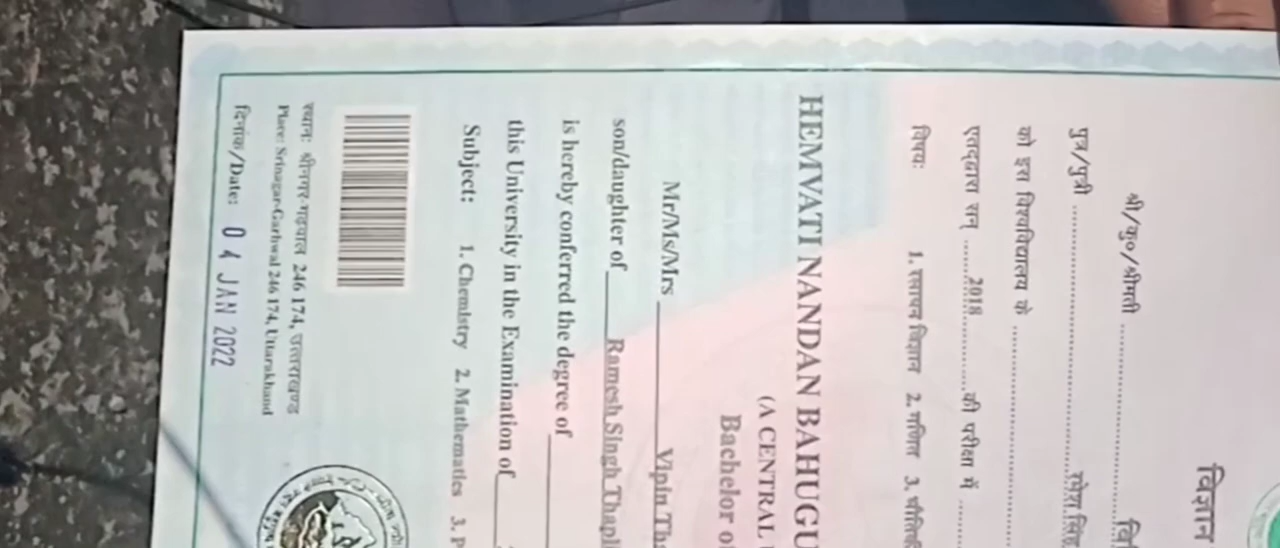 विज्ञान
श्री/कु०/श्रीमती
पुत्र/पुत्री
को इस विश्वविद्यालय के
एतद्द्वारा सन् 2018 की परीक्षा में
विषय: 1. रसायन विज्ञान 2. गणित 3.
HEMVATI NANDAN BAHUGU
(A CENTRAL
Bachelor of
Mr/Ms/Mrs Vipin Th
son/daughter of Ramesh Singh Thapl
is hereby conferred the degree of
this University in the Examination of
Subject: 1. Chemistry 2. Mathematics 3. P
स्थान: श्रीनगर-गढ़वाल 246 174, उत्तराखण्ड
Place: Srinagar-Garhwal 246 174, Uttarakhand
दिनांक/Date: 04 JAN 2022